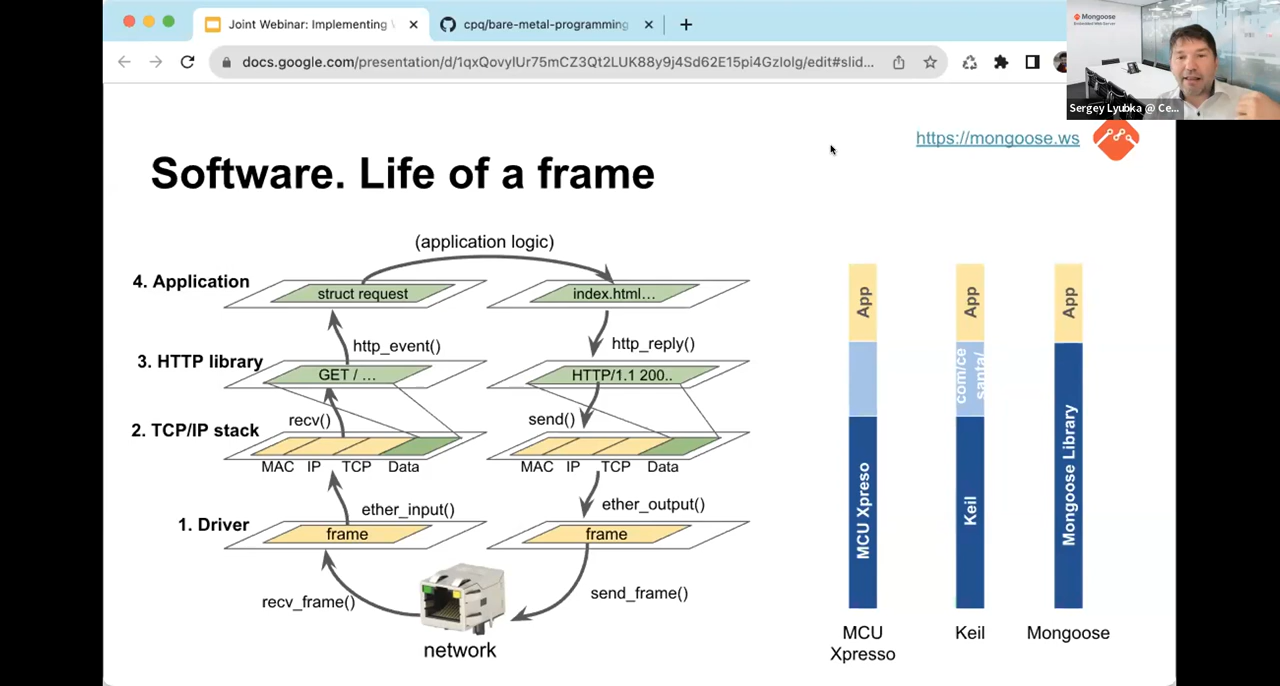 Joint Webinar: Implementing
cpq/bare-metal-programming
docs.google.com/presentation/d/1qxQovylUr75mCZ3Qt2LUK88y9j4Sd62E15pi4GzIolg/edit#slid...
Mongoose
Sergey Lyubka @ Ce...
https://mongoose.ws
Software. Life of a frame
(application logic)
4. Application
struct request
index.html...
http_event()
http_reply()
3. HTTP library
GET / ...
HTTP/1.1 200..
recv()
send()
2. TCP/IP stack
MAC IP TCP Data
MAC IP TCP Data
ether_input()
ether_output()
1. Driver
frame
frame
recv_frame()
send_frame()
network
App
MCU Xpreso
MCU
Xpresso
App
com/ce
santa/
Keil
Keil
App
Mongoose Library
Mongoose